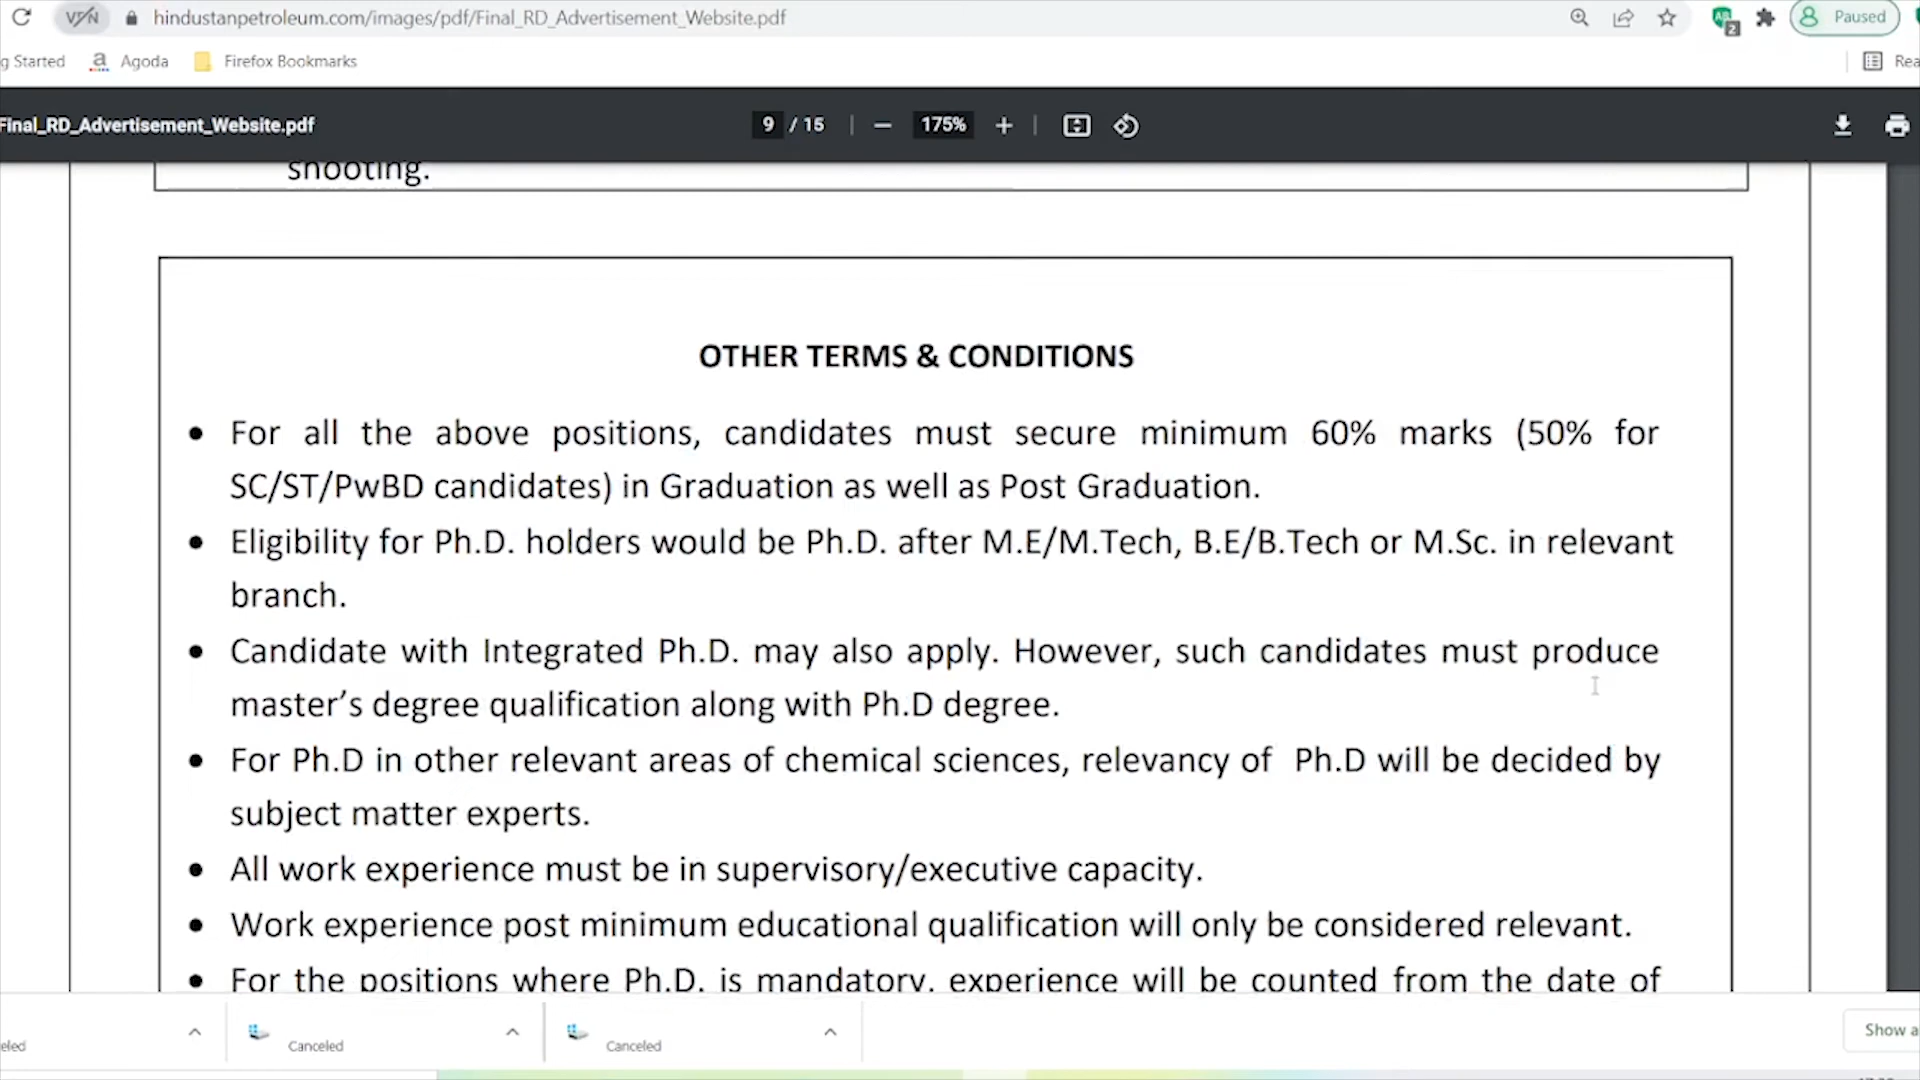 hindustanpetroleum.com/images/pdf/Final_RD_Advertisement_Website.pdf
2
Paused
g Started
Agoda
Firefox Bookmarks
Rea
Final_RD_Advertisement_Website.pdf
9 / 15
175%
shooting.
OTHER TERMS & CONDITIONS
• For all the above positions, candidates must secure minimum 60% marks (50% for
SC/ST/PwBD candidates) in Graduation as well as Post Graduation.
• Eligibility for Ph.D. holders would be Ph.D. after M.E/M.Tech, B.E/B.Tech or M.Sc. in relevant
branch.
• Candidate with Integrated Ph.D. may also apply. However, such candidates must produce
master’s degree qualification along with Ph.D degree.
• For Ph.D in other relevant areas of chemical sciences, relevancy of Ph.D will be decided by
subject matter experts.
• All work experience must be in supervisory/executive capacity.
• Work experience post minimum educational qualification will only be considered relevant.
• For the positions where Ph.D. is mandatory, experience will be counted from the date of
eled
Canceled
Canceled
Show a